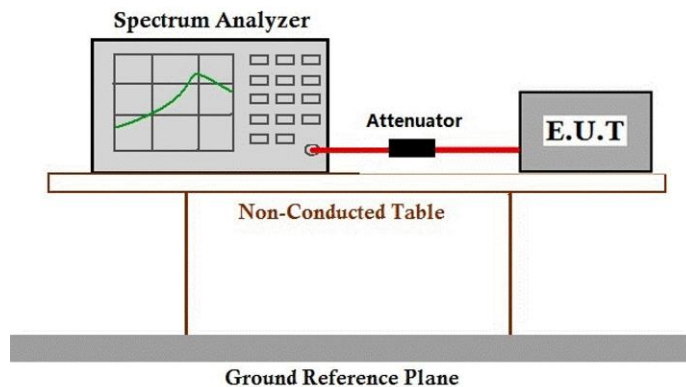 Spectrum Analyzer
Attenuator
E.U.T
Non-Conducted Table
Ground Reference Plane